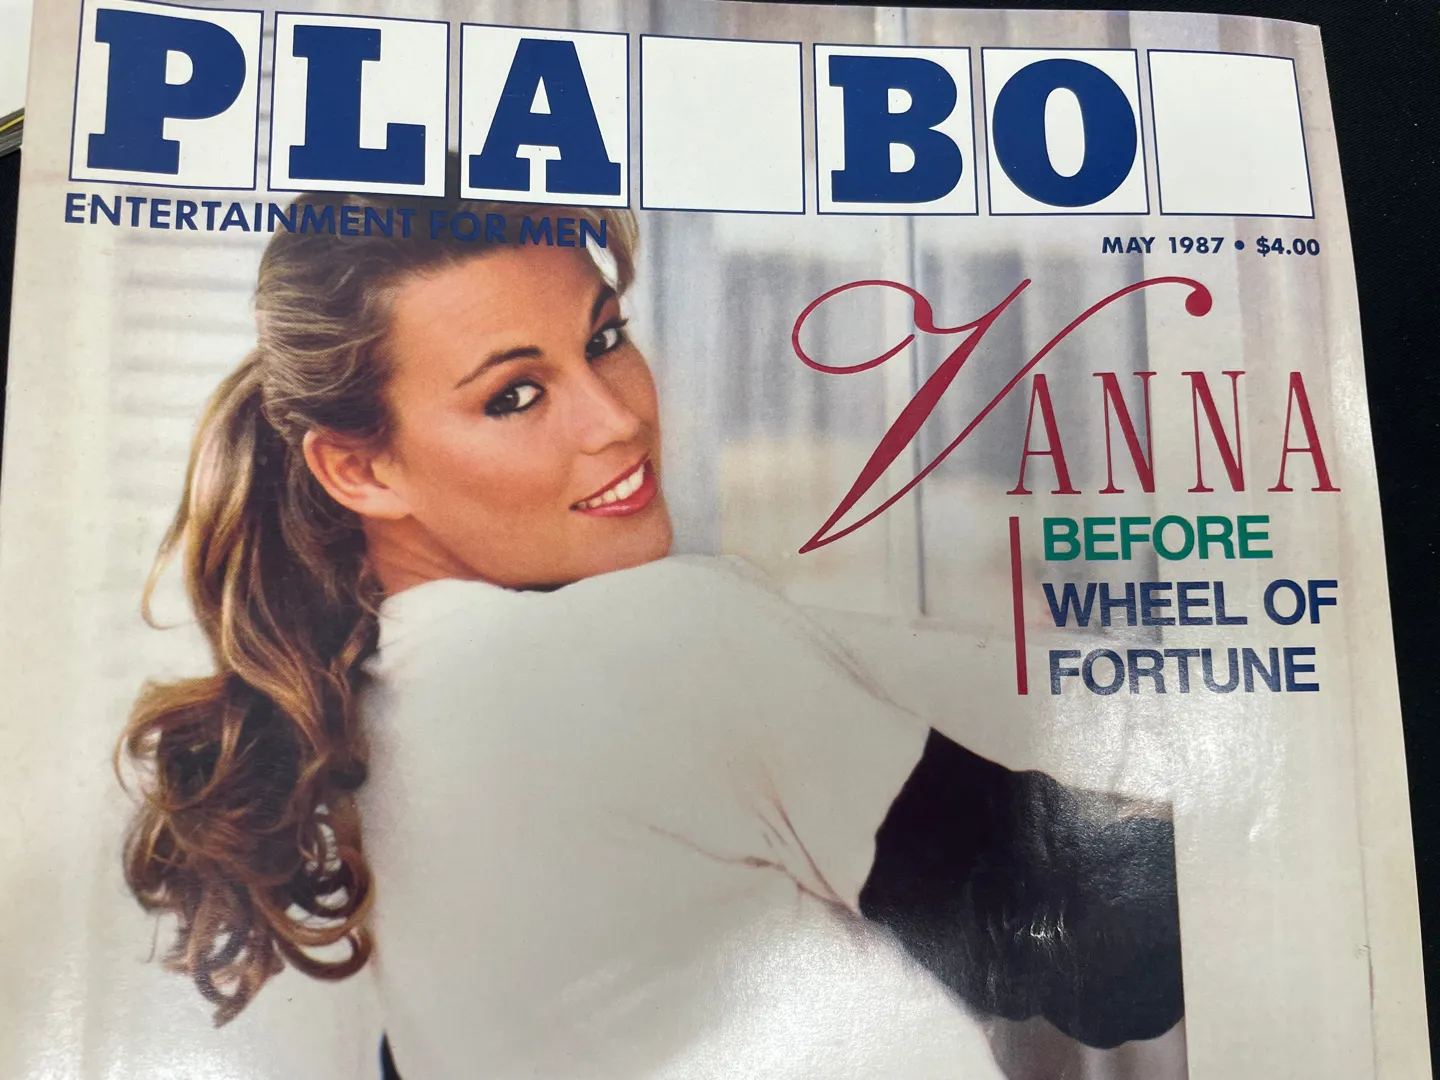 PLA BO
ENTERTAINMENT FOR MEN
MAY 1987 • $4.00
VANNA
BEFORE
WHEEL OF
FORTUNE